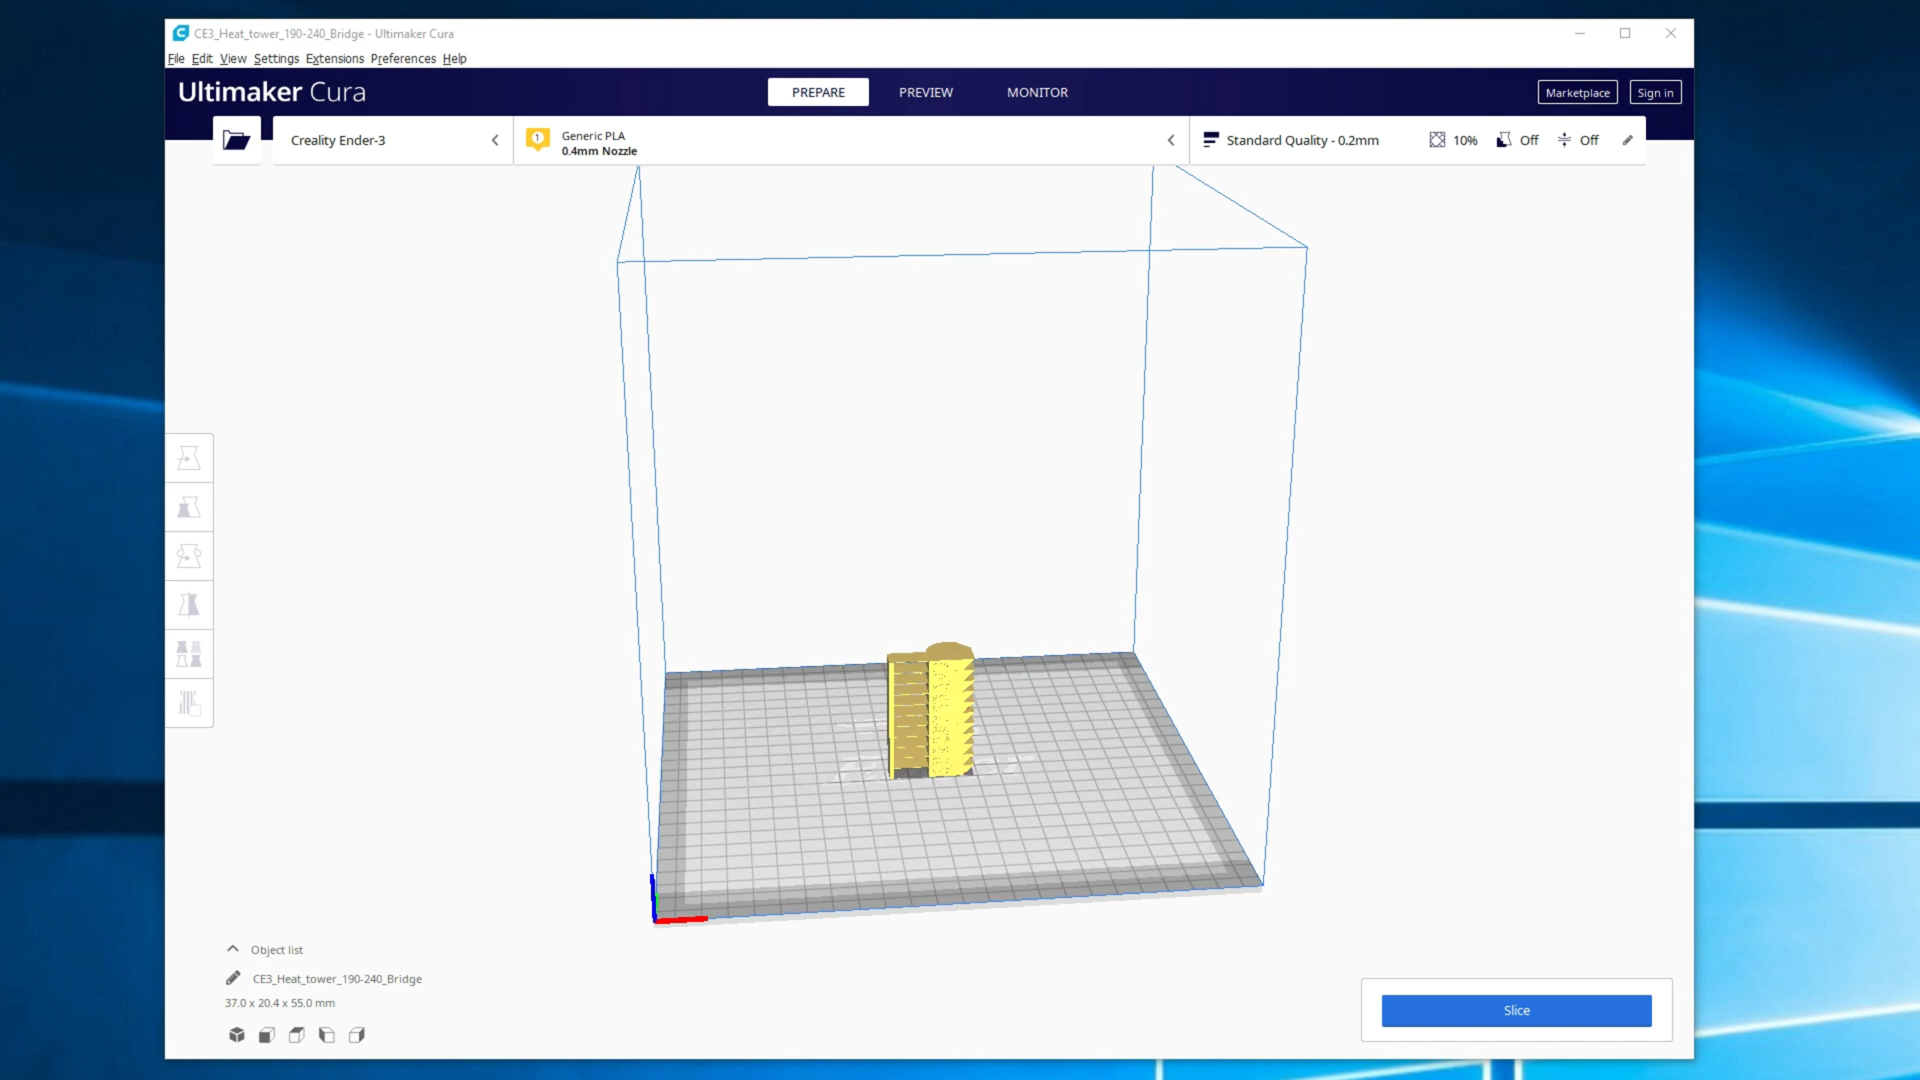 CE3_Heat_tower_190-240_Bridge - Ultimaker Cura
File Edit View Settings Extensions Preferences Help
Ultimaker Cura
PREPARE
PREVIEW
MONITOR
Marketplace
Sign in
Creality Ender-3
1
Generic PLA
0.4mm Nozzle
Standard Quality - 0.2mm
10%
Off
Off
Object list
CE3_Heat_tower_190-240_Bridge
37.0 x 20.4 x 55.0 mm
Slice